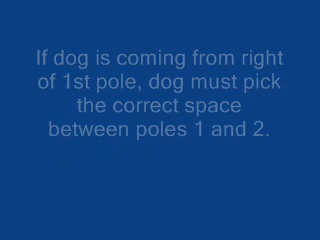 If dog is coming from right
of 1st pole, dog must pick
the correct space
between poles 1 and 2.